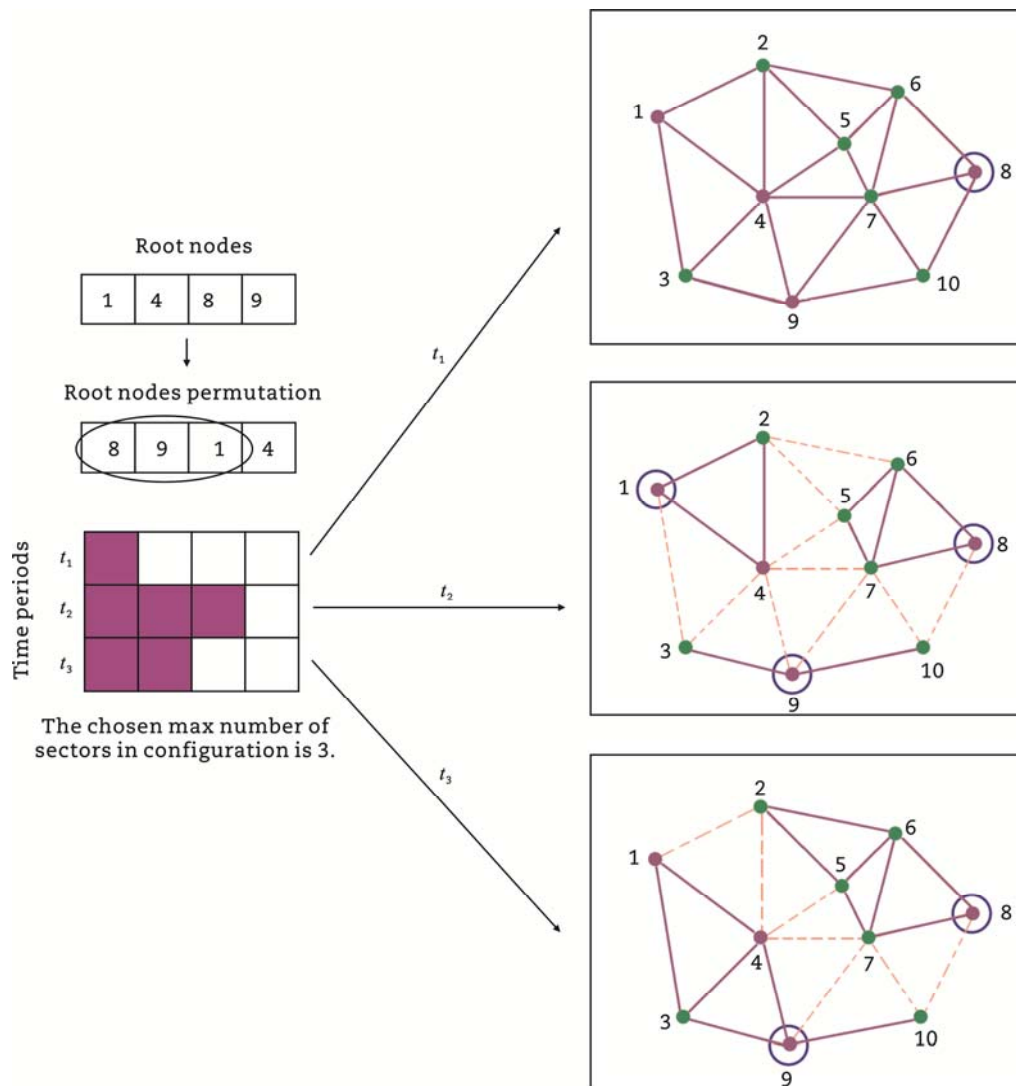 Root nodes
1 4 8 9
Root nodes permutation
8 9 1 4
Time periods
t₁
t₂
t₃
The chosen max number of
sectors in configuration is 3.
t₁
t₂
t₃
2
6
1
5
8
4
7
3
10
9
2
6
1
5
8
4
7
3
10
9
2
6
1
5
8
4
7
3
10
9